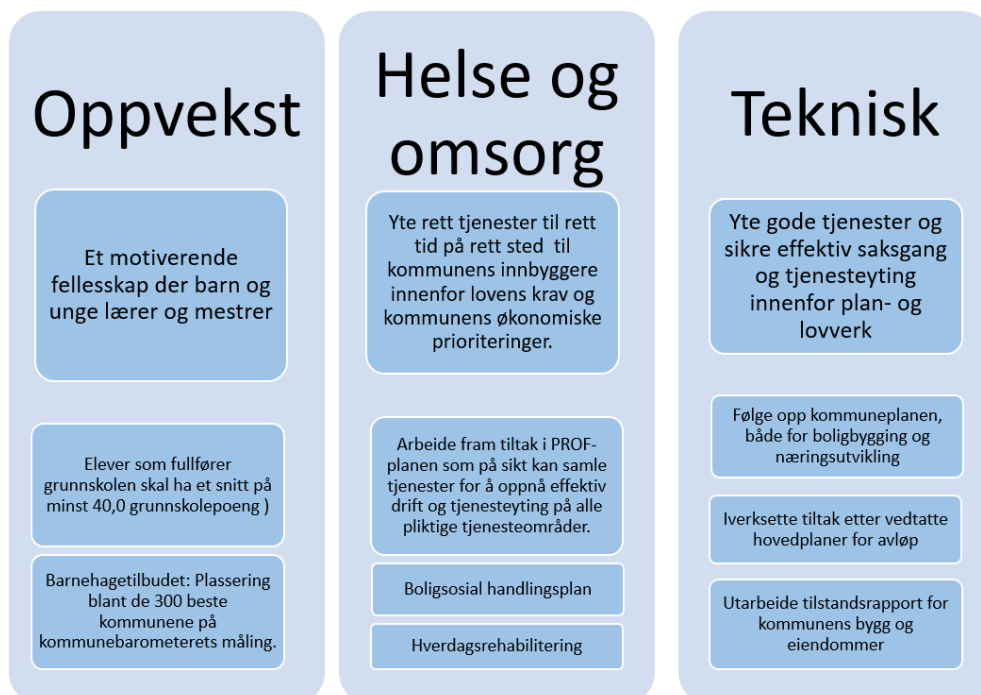 Oppvekst
Et motiverende
fellesskap der barn og
unge lærer og mestrer
Elever som fullfører
grunnskolen skal ha et snitt på
minst 40,0 grunnskolepoeng )
Barnehagetilbudet: Plassering
blant de 300 beste
kommunene på
kommunebarometerets måling.
Helse og
omsorg
Yte rett tjenester til rett
tid på rett sted  til
kommunens innbyggere
innenfor lovens krav og
kommunens økonomiske
prioriteringer.
Arbeide fram tiltak i PROF-
planen som på sikt kan samle
tjenester for å oppnå effektiv
drift og tjenesteyting på alle
pliktige tjenesteområder.
Boligsosial handlingsplan
Hverdagsrehabilitering
Teknisk
Yte gode tjenester og
sikre effektiv saksgang
og tjenesteyting
innenfor plan- og
lovverk
Følge opp kommuneplanen,
både for boligbygging og
næringsutvikling
Iverksette tiltak etter vedtatte
hovedplaner for avløp
Utarbeide tilstandsrapport for
kommunens bygg og
eiendommer